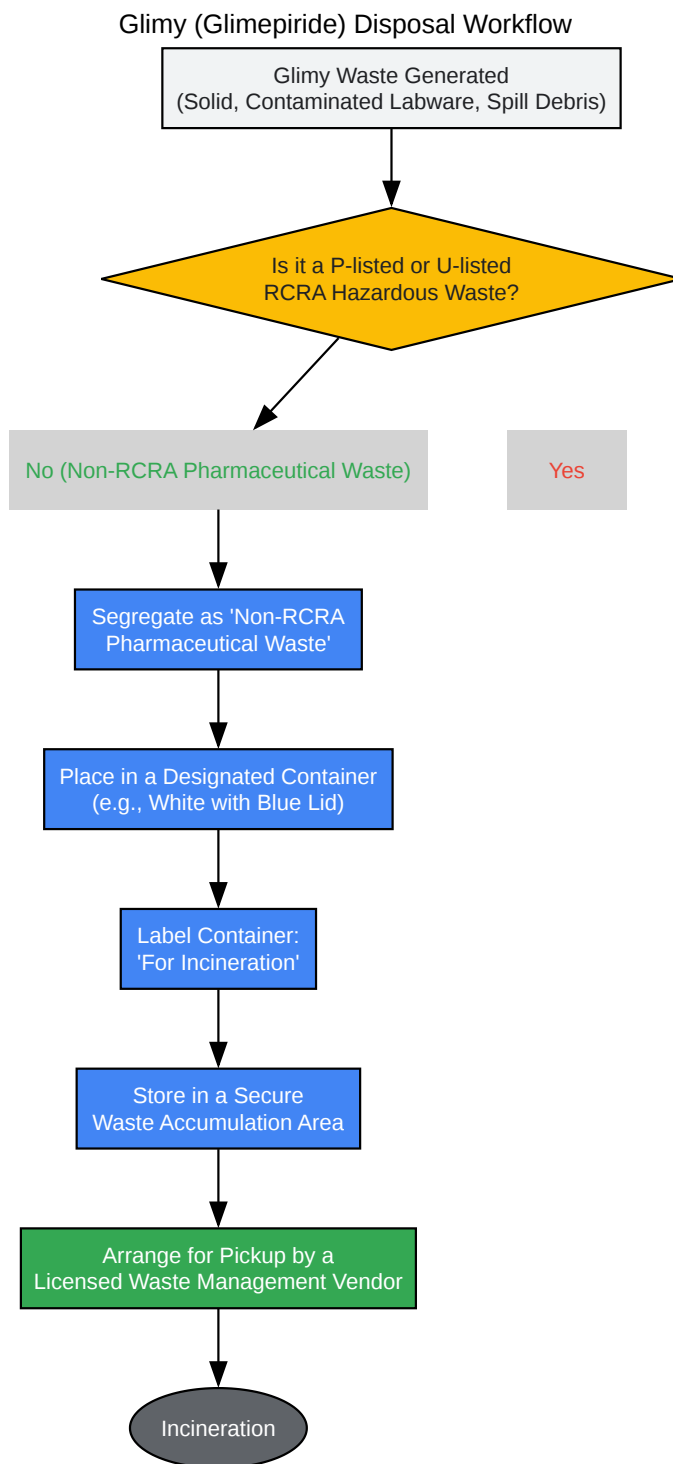 Glimy (Glimepiride) Disposal Workflow
Glimy Waste Generated
(Solid, Contaminated Labware, Spill Debris)
Is it a P-listed or U-listed
RCRA Hazardous Waste?
No (Non-RCRA Pharmaceutical Waste)
Yes
Segregate as 'Non-RCRA
Pharmaceutical Waste'
Place in a Designated Container
(e.g., White with Blue Lid)
Label Container:
'For Incineration'
Store in a Secure
Waste Accumulation Area
Arrange for Pickup by a
Licensed Waste Management Vendor
Incineration